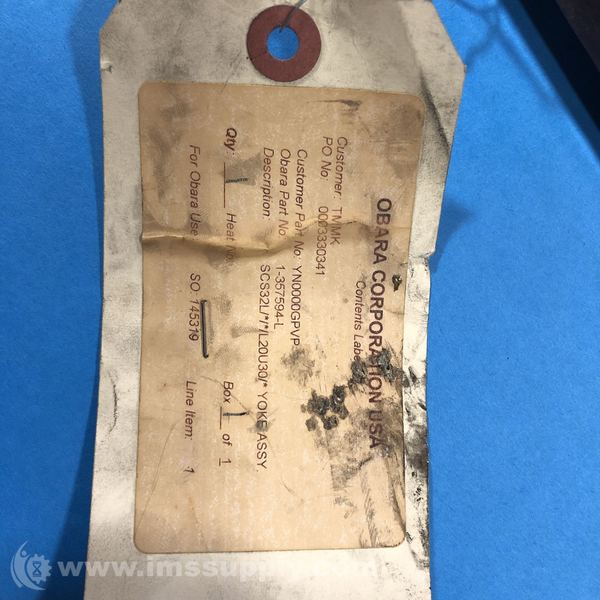 OBARA CORPORATION USA
Contents Label
Customer: TMMK
PO No: 0003330341
Customer Part No: YN0000GPVP
Obara Part No: 1-357594-L
Description: SCS32L/*/*/L20U30/* YOKE ASSY.
Qty: 1 Heat No: Box 1 of 1
For Obara Use: SO: 145319 Line Item: 1
www.imssupply.com